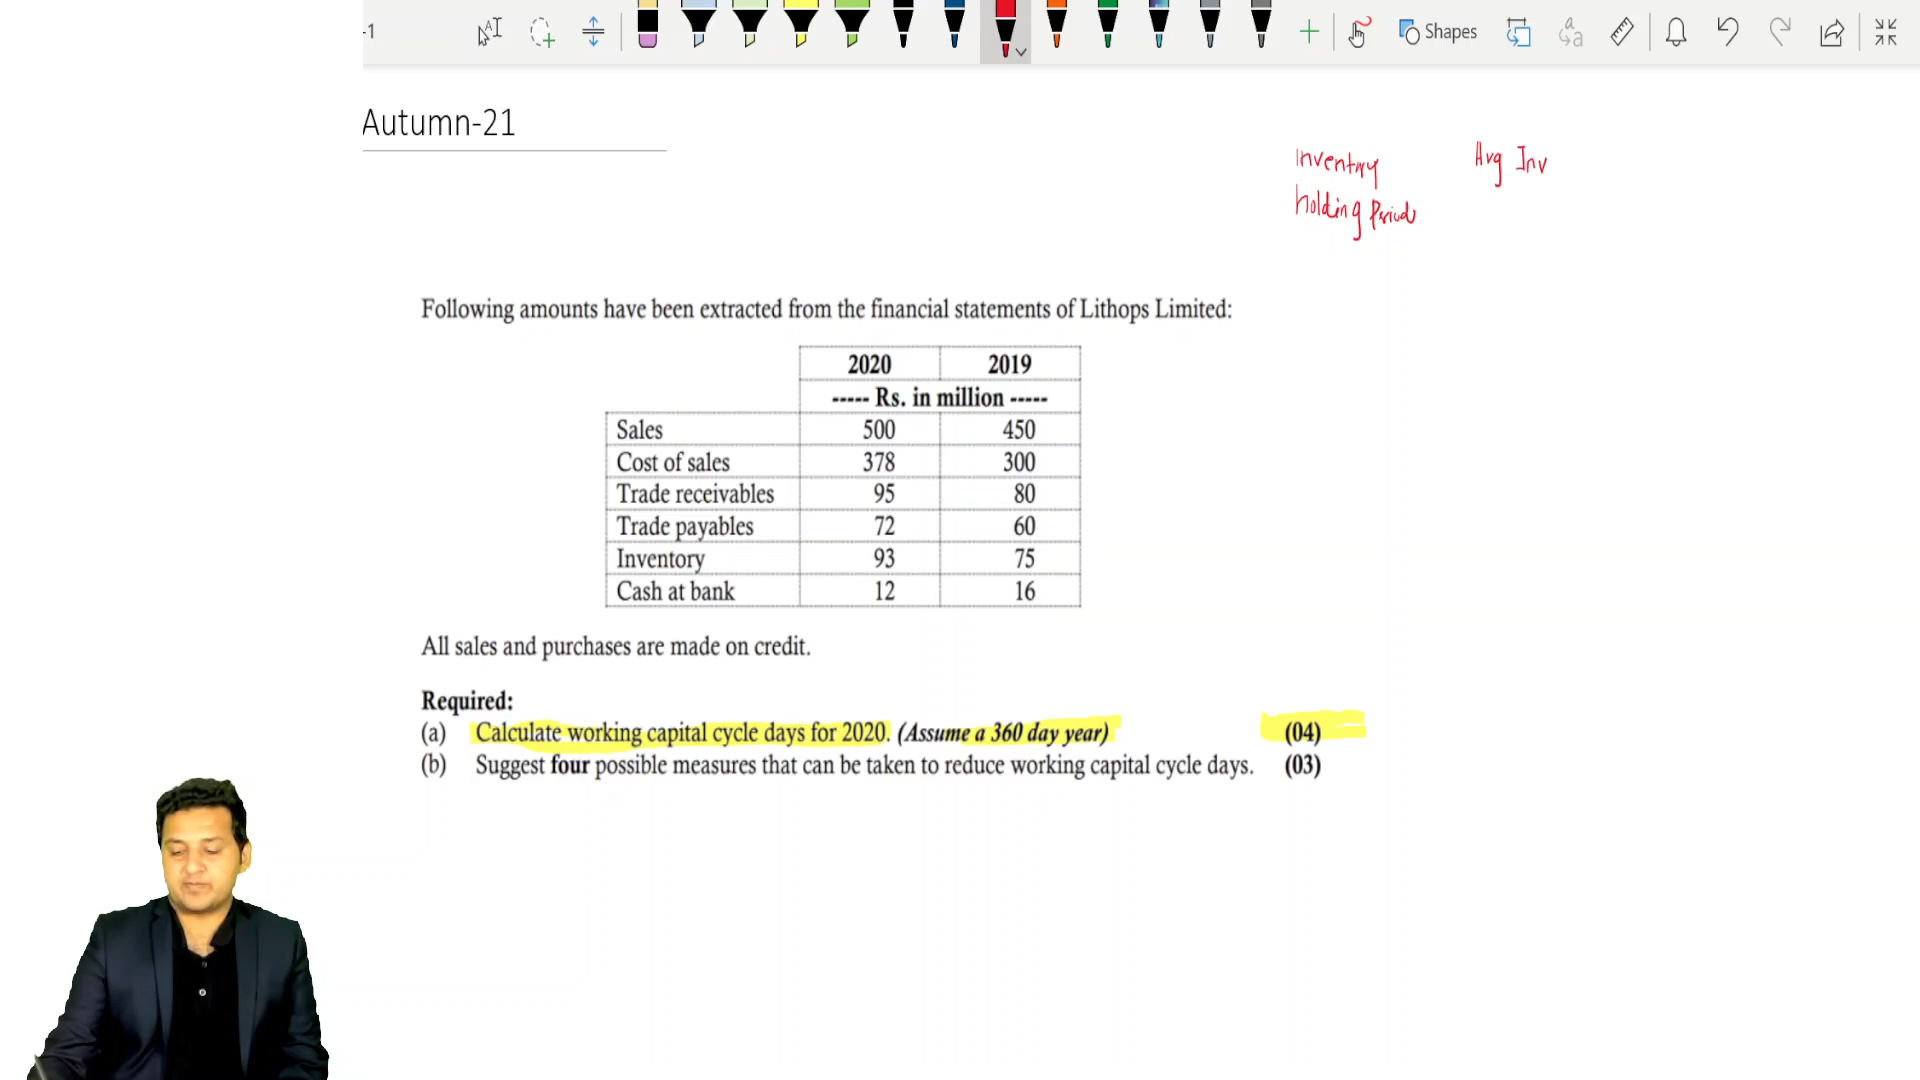 -1
Shapes
Autumn-21
Inventory
holding Period
Avg Inv
Following amounts have been extracted from the financial statements of Lithops Limited:
2020 2019
----- Rs. in million -----
Sales 500 450
Cost of sales 378 300
Trade receivables 95 80
Trade payables 72 60
Inventory 93 75
Cash at bank 12 16
All sales and purchases are made on credit.
Required:
(a) Calculate working capital cycle days for 2020. (Assume a 360 day year) (04)
(b) Suggest four possible measures that can be taken to reduce working capital cycle days. (03)